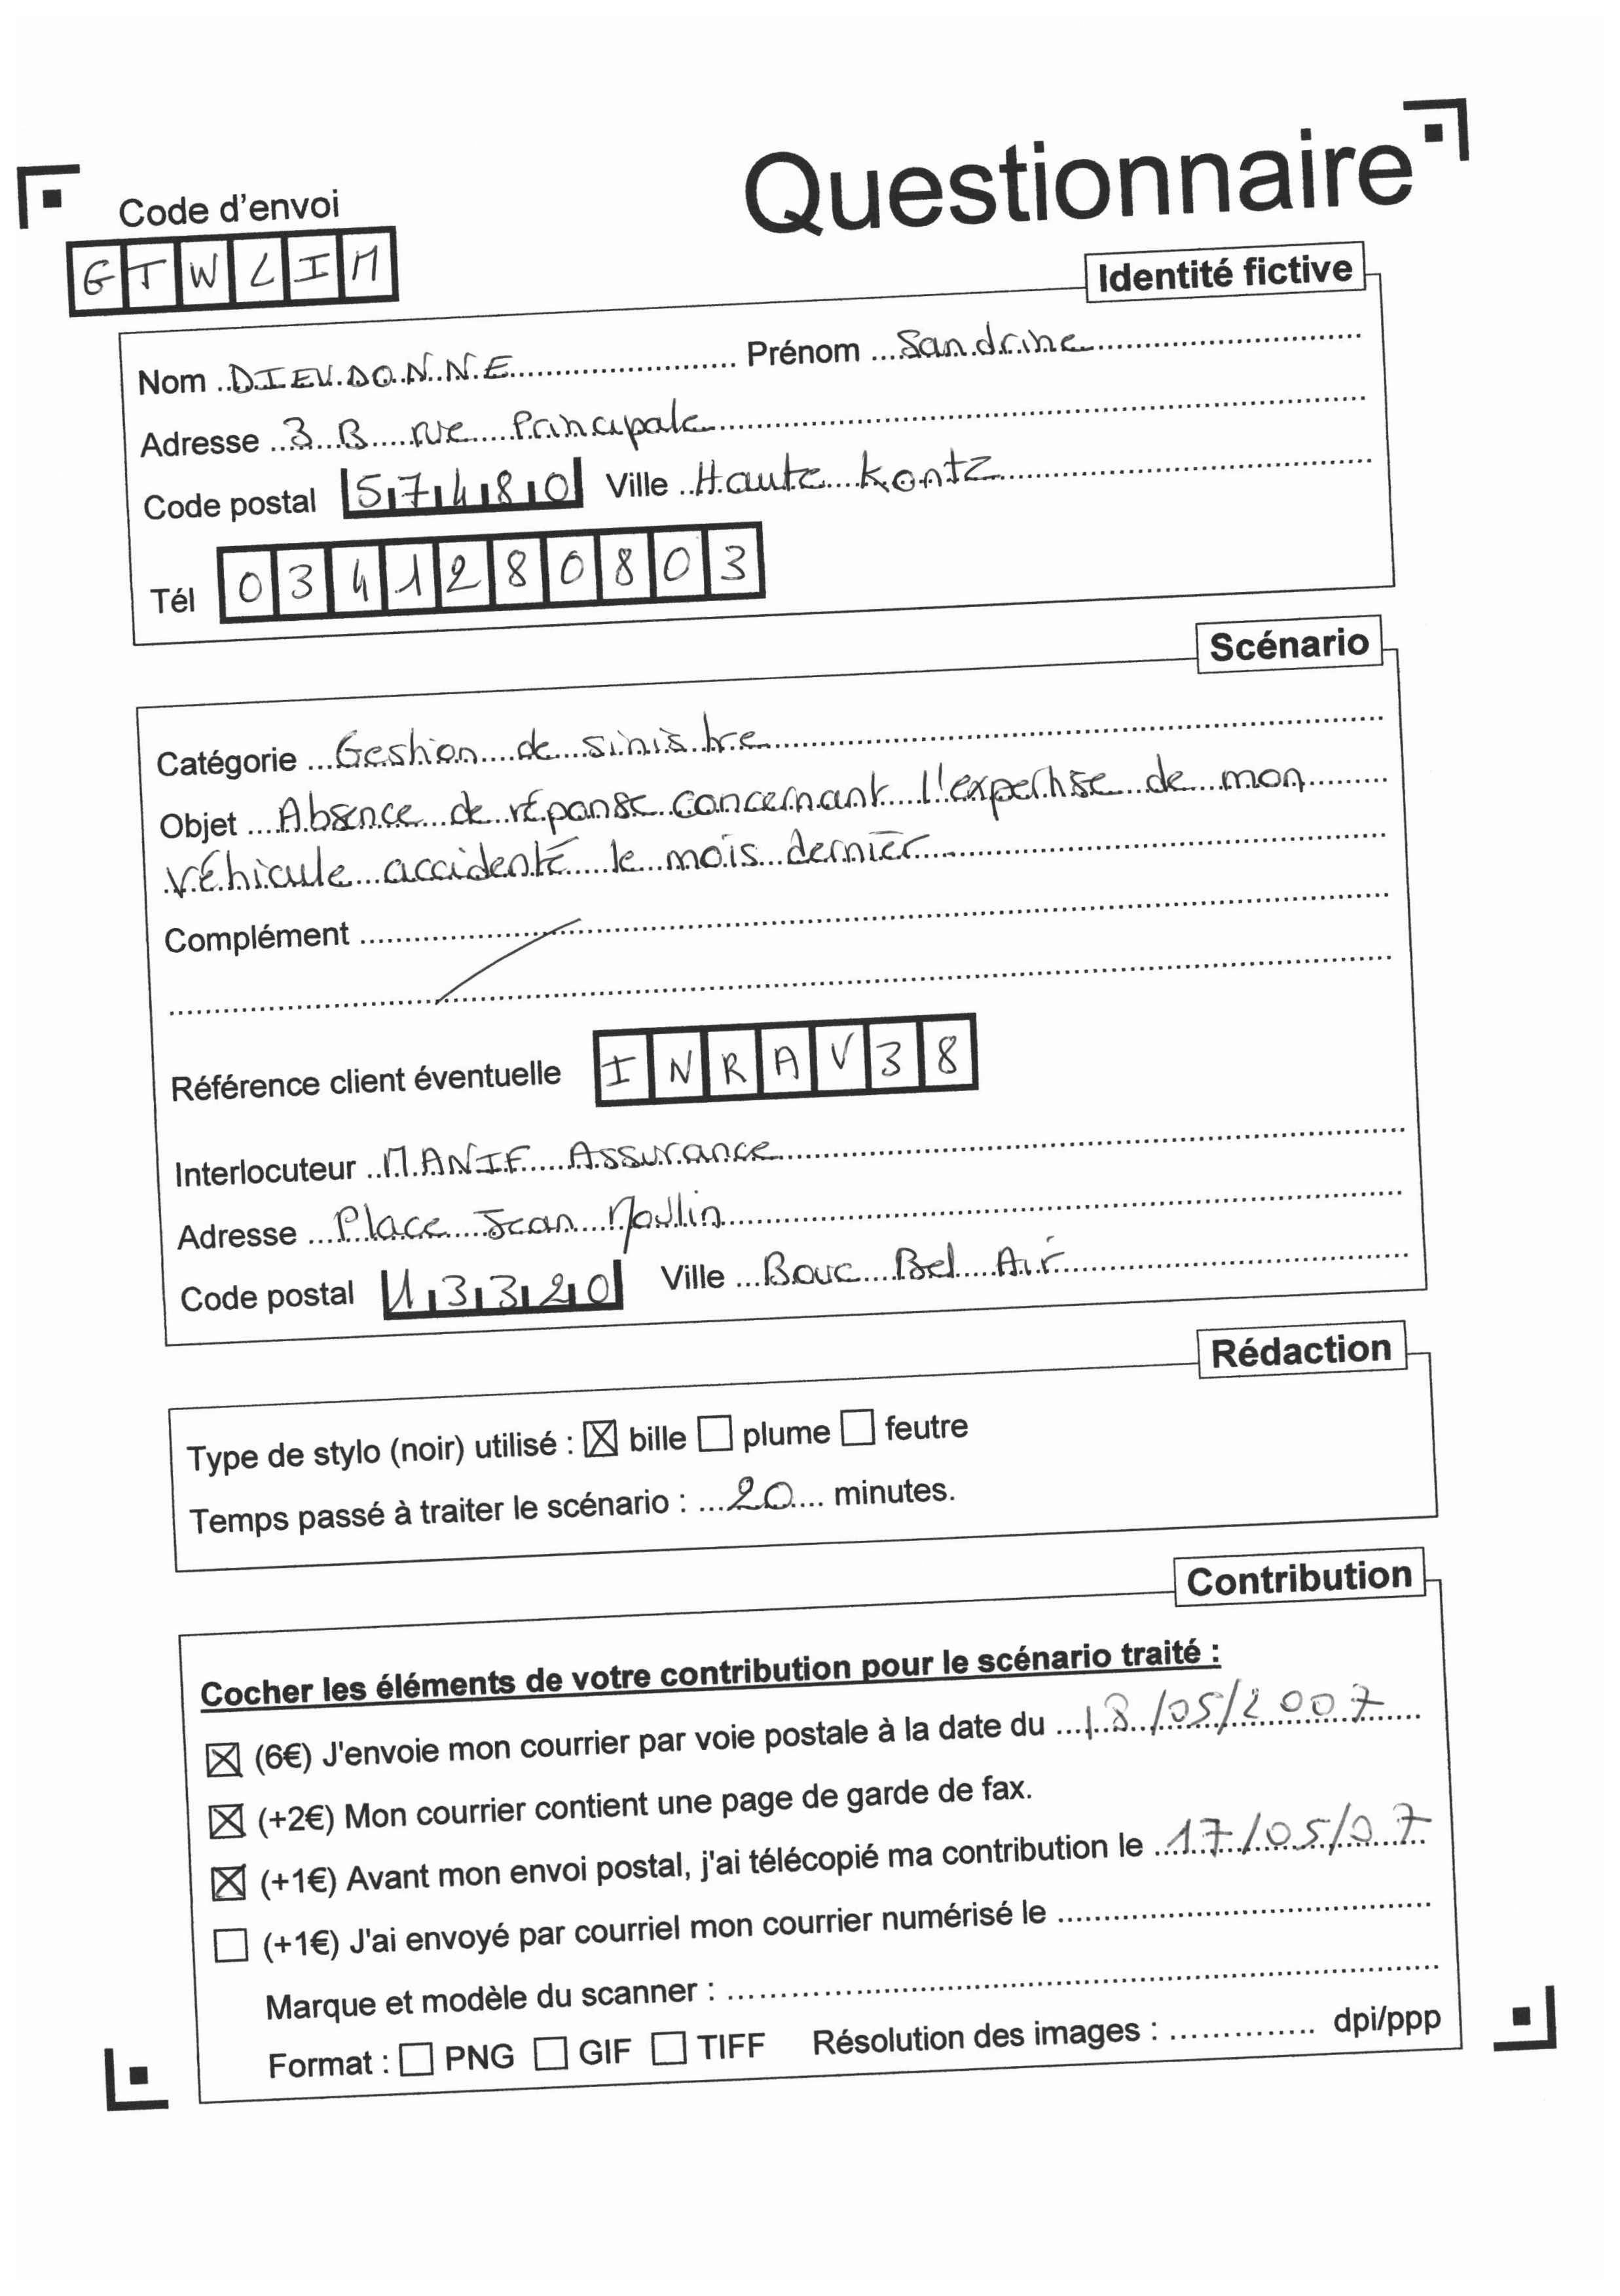 Questionnaire
Code d'envoi
GTWLIM
Identité fictive
Nom DIEUDONNE Prénom Sandrine
Adresse 3 B rue Principale
Code postal 57480 Ville Haute Kontz
Tél 0341280803
Scénario
Catégorie Gestion de sinistre
Objet Absence de réponse concernant l'expertise de mon
véhicule accidenté le mois dernier
Complément
Référence client éventuelle INRAV38
Interlocuteur MANIF Assurance
Adresse Place Jean Moulin
Code postal 13320 Ville Bouc Bel Air
Rédaction
Type de stylo (noir) utilisé : ☒ bille ☐ plume ☐ feutre
Temps passé à traiter le scénario : 20 minutes.
Contribution
Cocher les éléments de votre contribution pour le scénario traité :
☒ (6€) J'envoie mon courrier par voie postale à la date du 18/05/2007
☒ (+2€) Mon courrier contient une page de garde de fax.
☒ (+1€) Avant mon envoi postal, j'ai télécopié ma contribution le 17/05/07
☐ (+1€) J'ai envoyé par courriel mon courrier numérisé le
Marque et modèle du scanner :
Format : ☐ PNG ☐ GIF ☐ TIFF Résolution des images : dpi/ppp